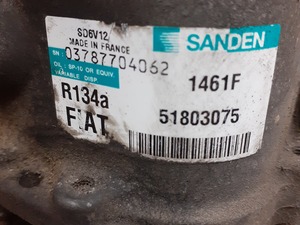 SD6V12
MADE IN FRANCE
SANDEN
SN 03787704062
OIL : SP-10 OR EQUIV.
VARIABLE DISP
1461F
R134a
FIAT
51803075